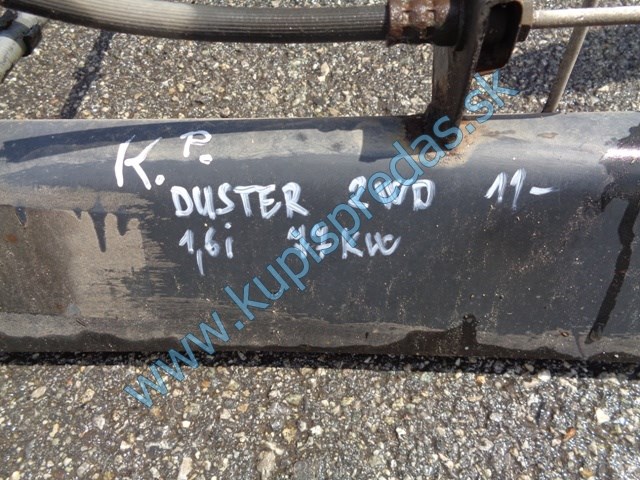 K. P.
DUSTER 2WD 11-
1,6i 75kW
www.kupispredas.sk